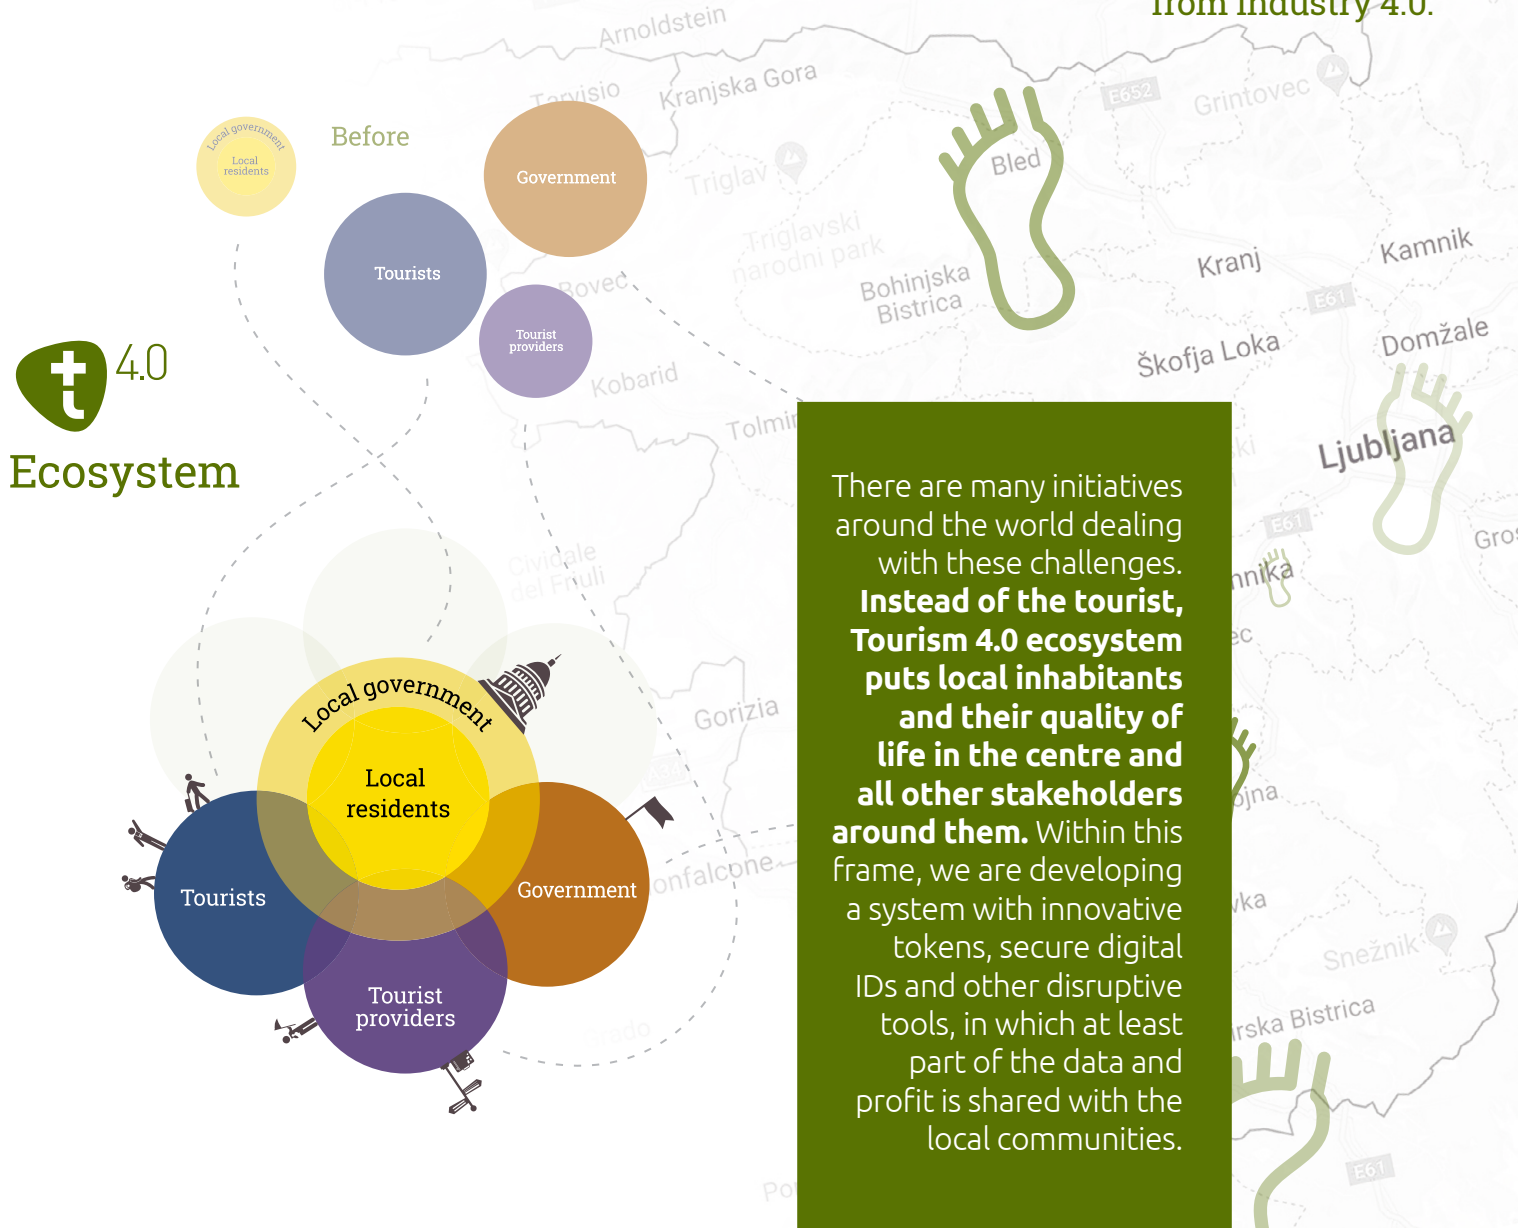 from Industry 4.0.
Arnoldstein
Tarvisio
Kranjska Gora
E652
Grintovec
Before
Local government
Local
residents
Government
Triglav
Bled
Triglavski
narodni park
Kamnik
Kranj
Tourists
Bovec
Bohinjska
Bistrica
E61
Tourist
providers
Domžale
Škofja Loka
t 4.0
Ecosystem
Kobarid
Ljubljana
There are many initiatives
around the world dealing
with these challenges.
Instead of the tourist,
Tourism 4.0 ecosystem
puts local inhabitants
and their quality of
life in the centre and
all other stakeholders
around them. Within this
frame, we are developing
a system with innovative
tokens, secure digital
IDs and other disruptive
tools, in which at least
part of the data and
profit is shared with the
local communities.
E61
Cividale
del Friuli
Local government
Local
residents
Gorizia
Tourists
Government
Tourist
providers
Snežnik
Bistrica
Grado
E61